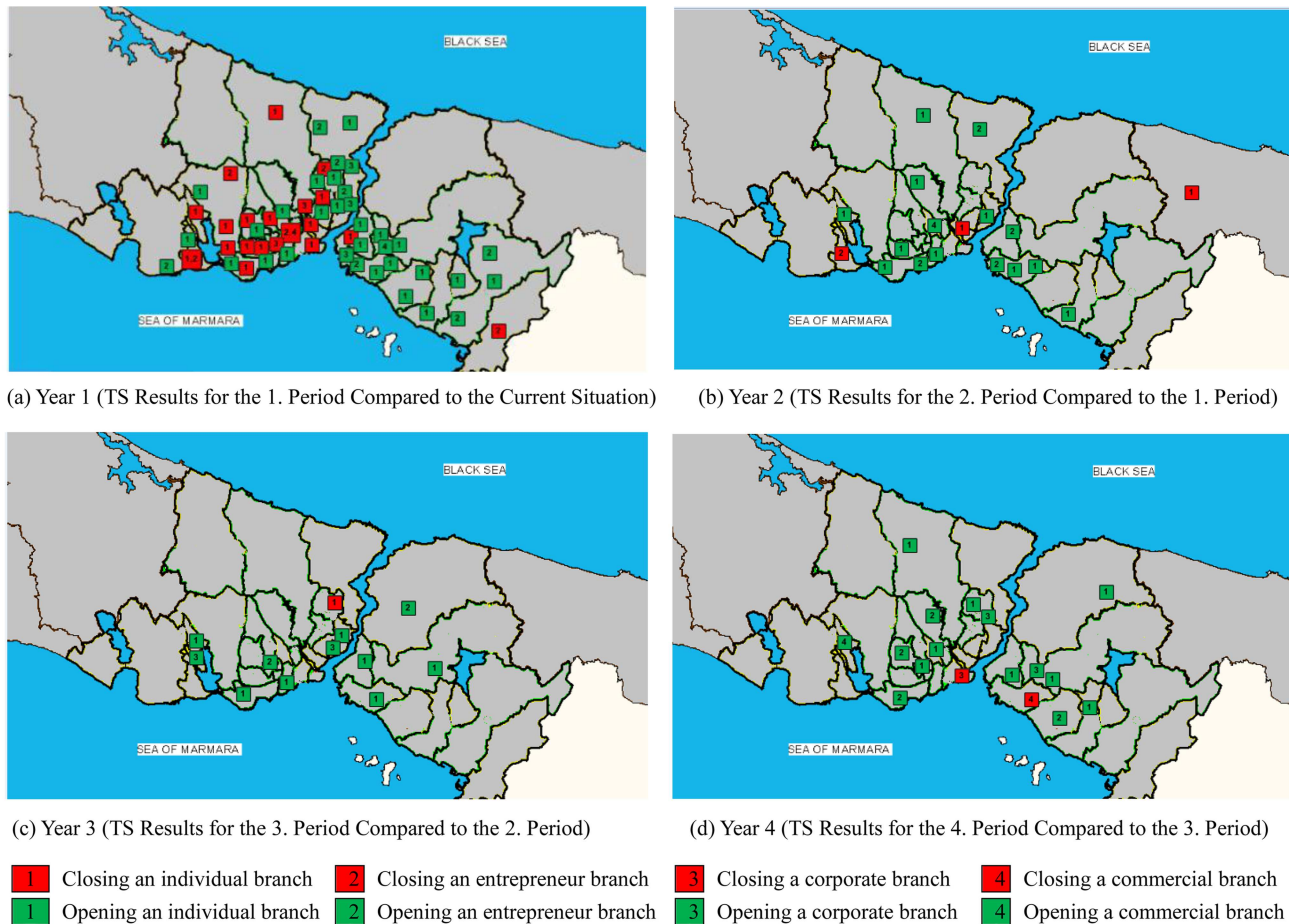 BLACK SEA
SEA OF MARMARA
(a) Year 1 (TS Results for the 1. Period Compared to the Current Situation)
BLACK SEA
SEA OF MARMARA
(b) Year 2 (TS Results for the 2. Period Compared to the 1. Period)
BLACK SEA
SEA OF MARMARA
(c) Year 3 (TS Results for the 3. Period Compared to the 2. Period)
BLACK SEA
SEA OF MARMARA
(d) Year 4 (TS Results for the 4. Period Compared to the 3. Period)
1 Closing an individual branch 2 Closing an entrepreneur branch 3 Closing a corporate branch 4 Closing a commercial branch
1 Opening an individual branch 2 Opening an entrepreneur branch 3 Opening a corporate branch 4 Opening a commercial branch